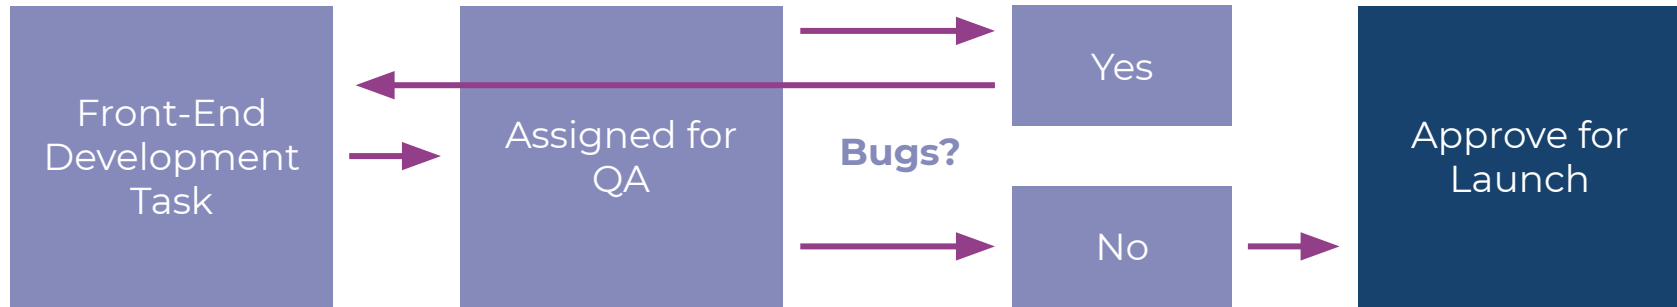 Front-End
Development
Task
Assigned for
QA
Bugs?
Yes
No
Approve for
Launch